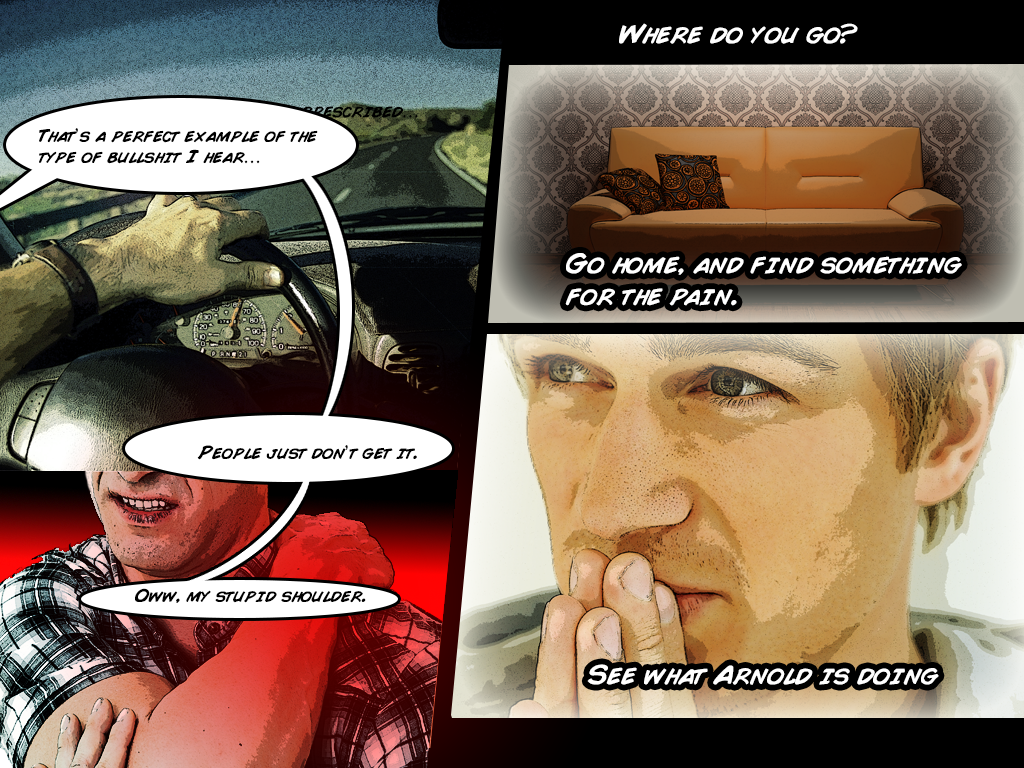 Where do you go?
prescribed...
That's a perfect example of the
type of bullshit I hear...
People just don't get it.
Oww, my stupid shoulder.
Go home, and find something
for the pain.
See what Arnold is doing